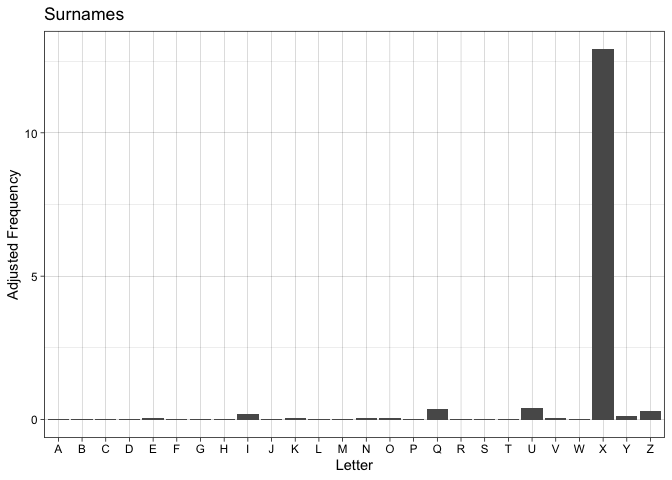 Surnames
Adjusted Frequency
10
5
0
A B C D E F G H I J K L M N O P Q R S T U V W X Y Z
Letter